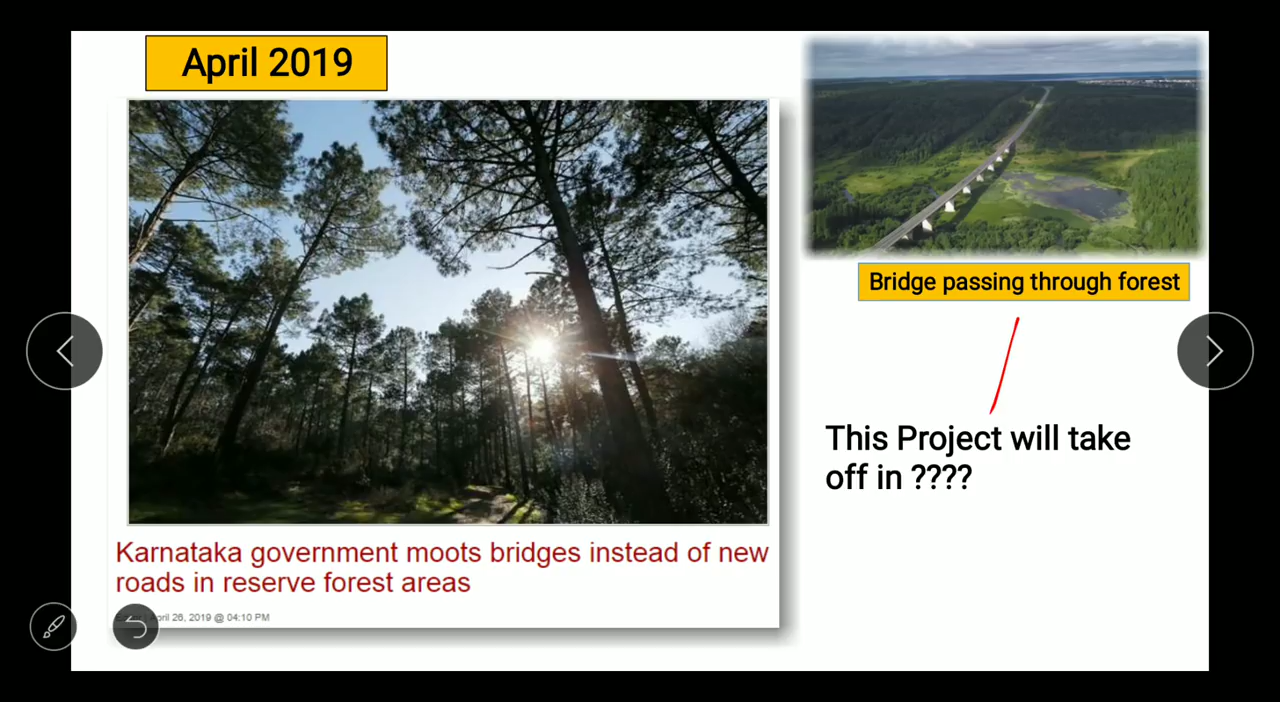 April 2019
Bridge passing through forest
This Project will take
off in ????
Karnataka government moots bridges instead of new
roads in reserve forest areas
26, 2019 @ 04:10 PM